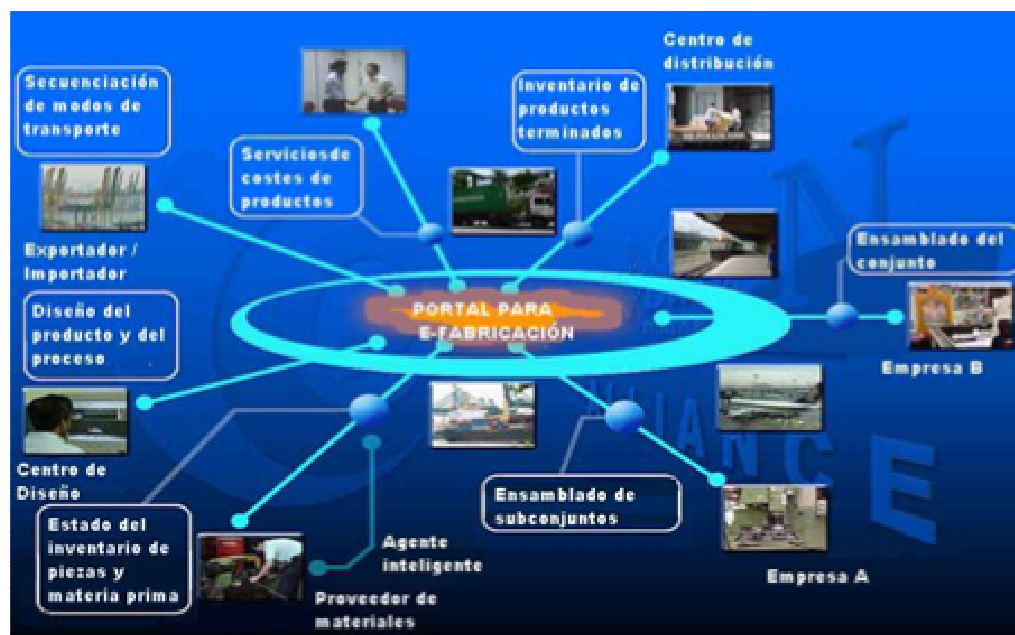 Centro de
distribución
Secuenciación
de modos de
transporte
Inventario de
productos
terminados
Serviciosde
costes de
productos
Exportador /
Importador
Ensamblado del
conjunto
Diseño del
producto y del
proceso
PORTAL PARA
E-FABRICACIÓN
Empresa B
Centro de
Diseño
Estado del
inventario de
piezas y
materia prima
Ensamblado de
subconjuntos
Agente
inteligente
Proveedor de
materiales
Empresa A